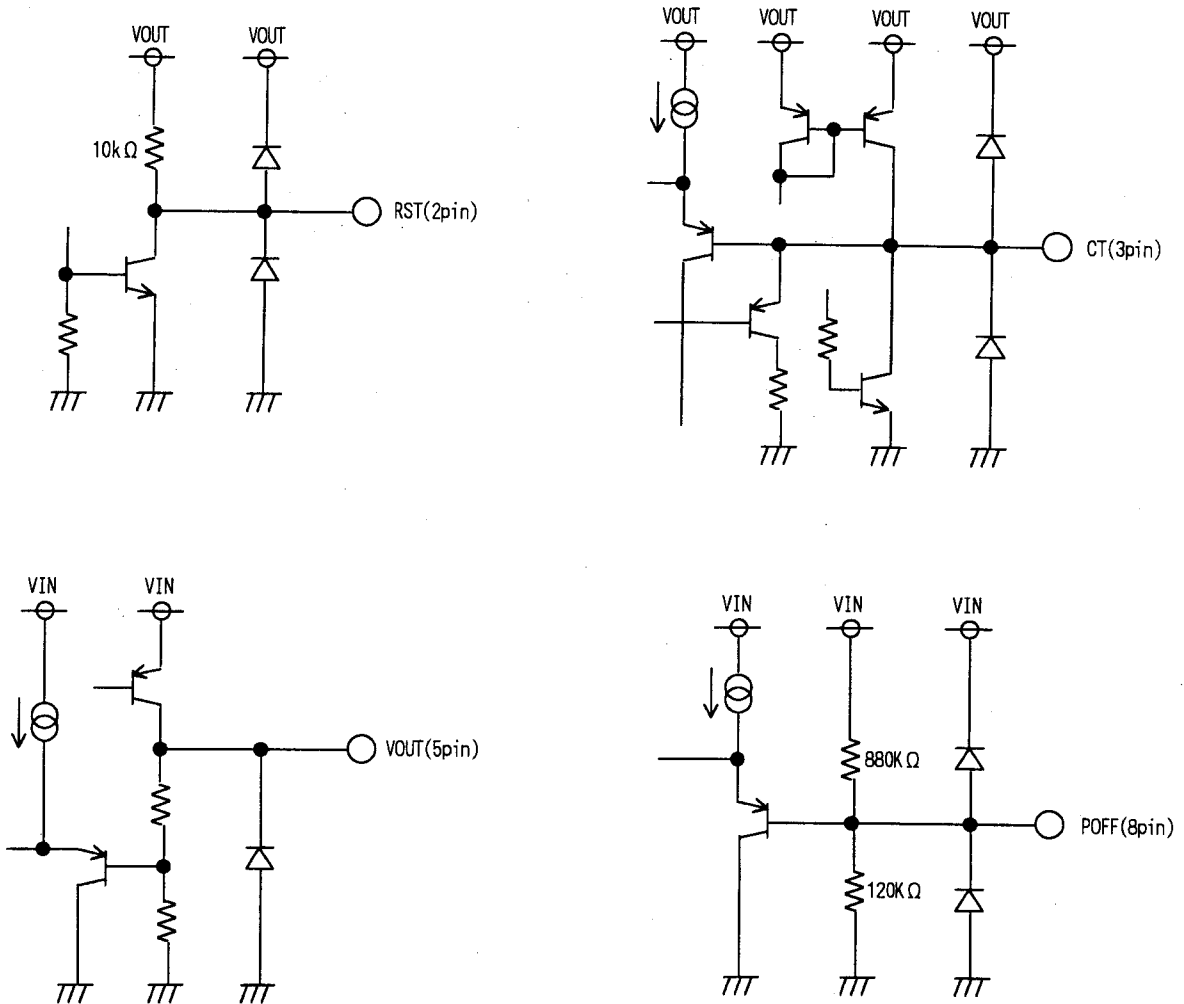 VOUT VOUT
10kΩ
RST(2pin)
VOUT VOUT VOUT VOUT
CT(3pin)
VIN VIN
VOUT(5pin)
VIN VIN VIN
880KΩ
POFF(8pin)
120KΩ